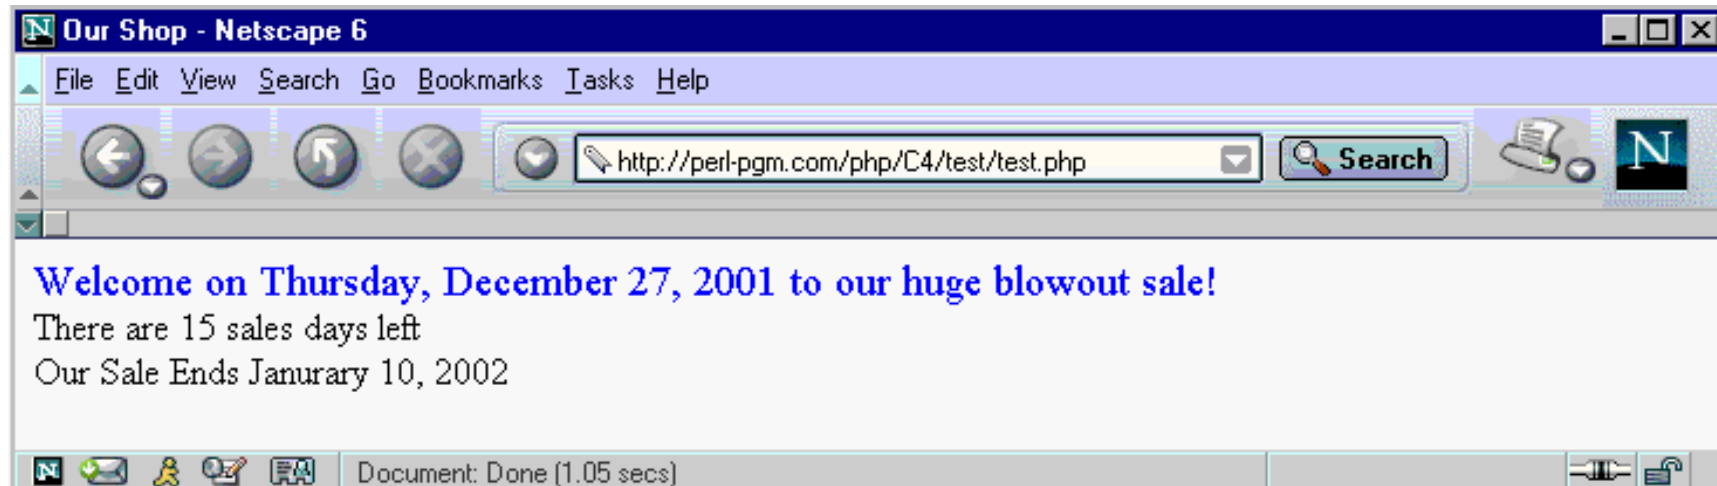 N Our Shop - Netscape 6
File Edit View Search Go Bookmarks Tasks Help
http://perl-pgm.com/php/C4/test/test.php Search N
Welcome on Thursday, December 27, 2001 to our huge blowout sale!
There are 15 sales days left
Our Sale Ends Janurary 10, 2002
N Document: Done (1.05 secs)